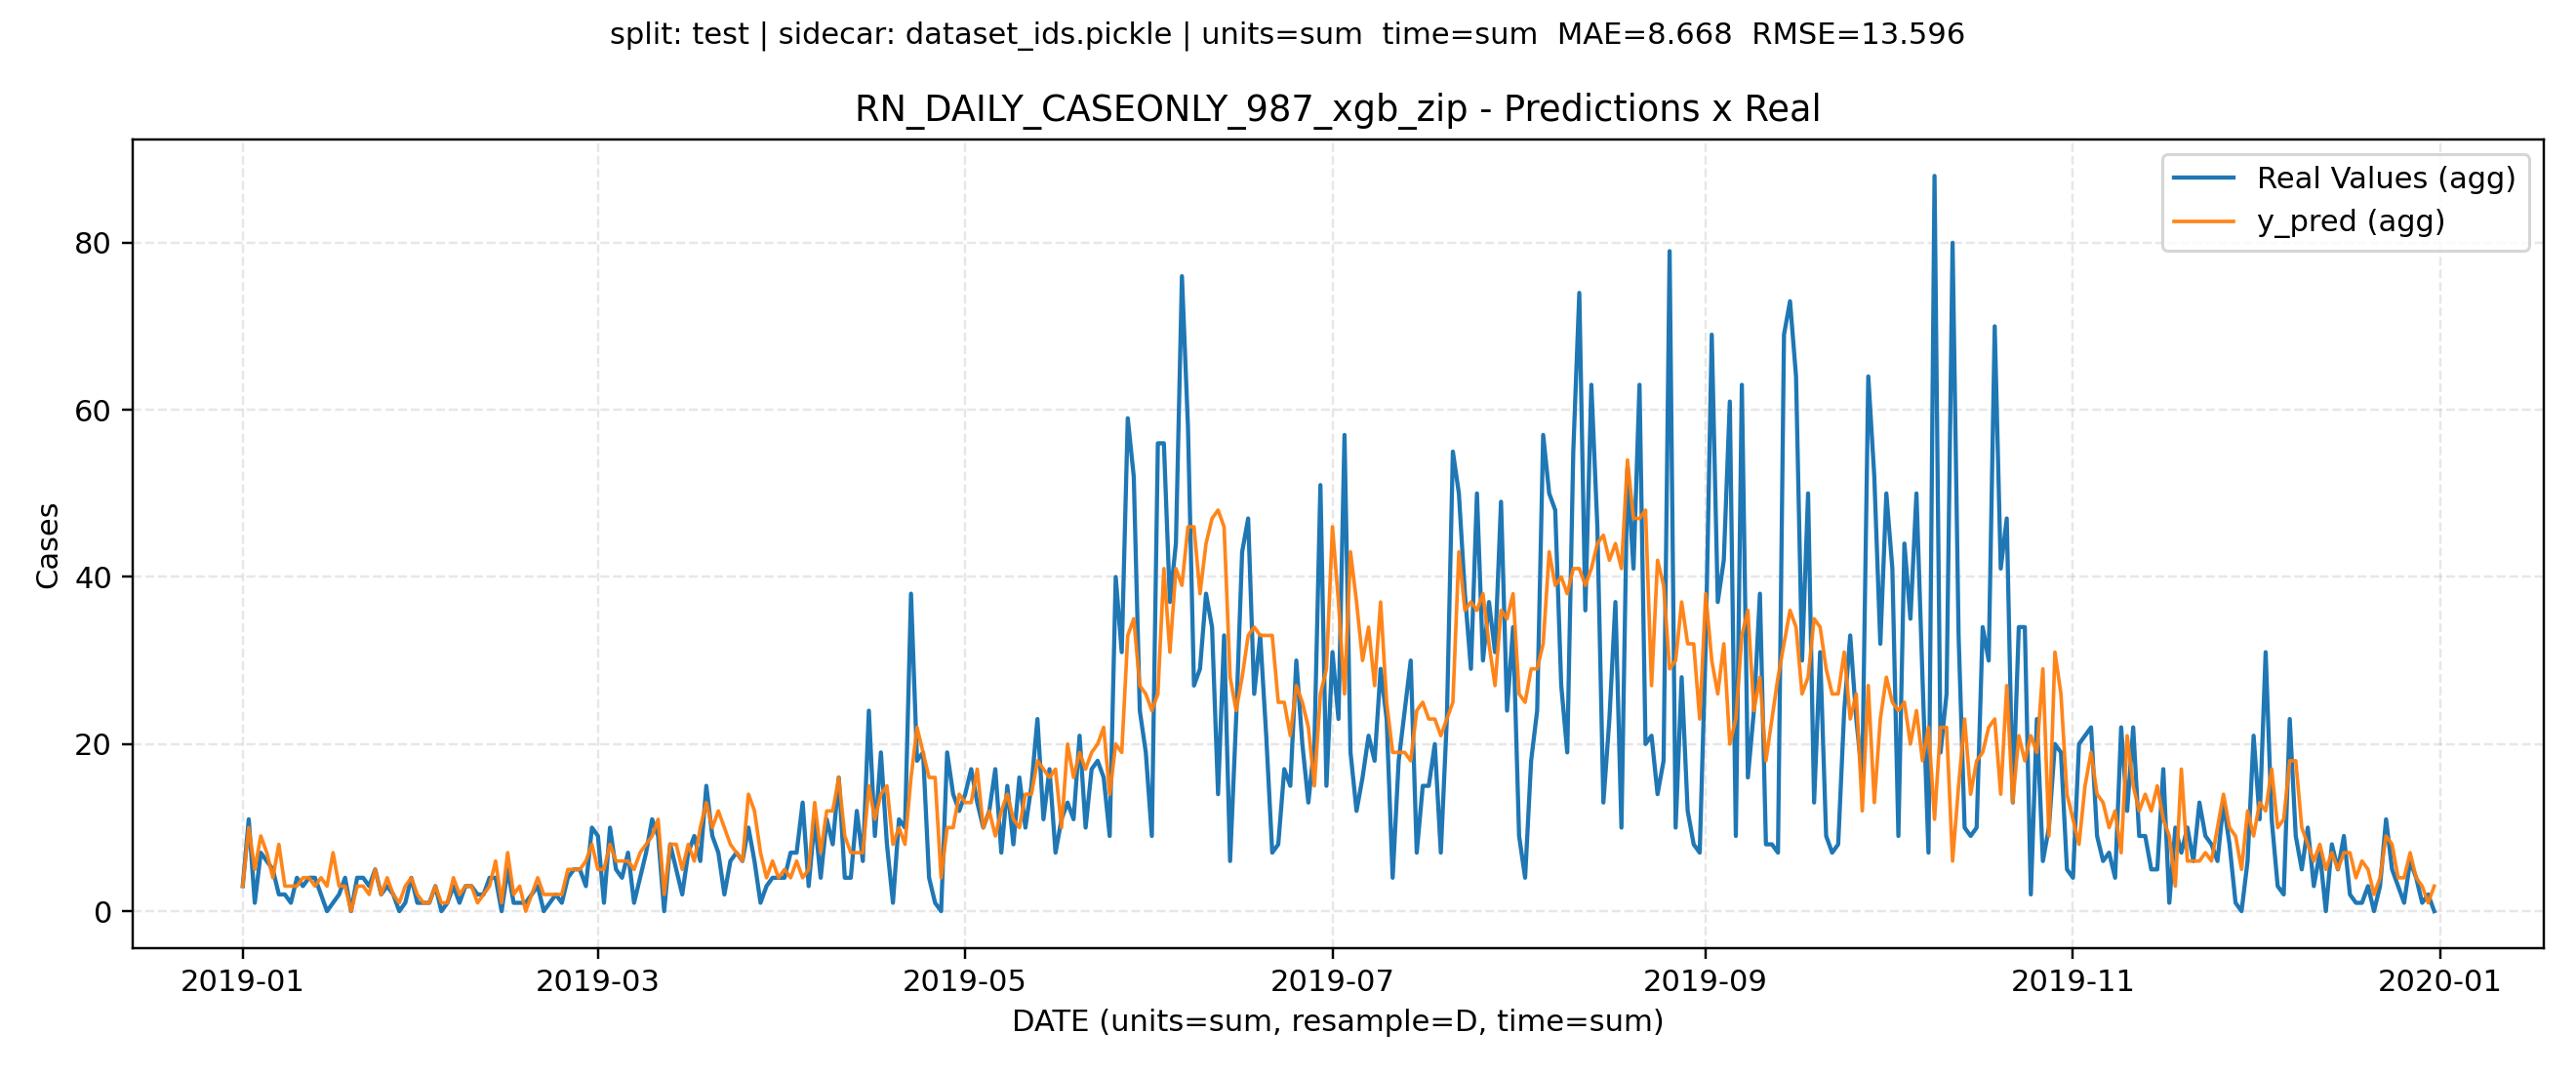 split: test | sidecar: dataset_ids.pickle | units=sum  time=sum  MAE=8.668  RMSE=13.596
RN_DAILY_CASEONLY_987_xgb_zip - Predictions x Real
Real Values (agg)
y_pred (agg)
Cases
80
60
40
20
0
2019-01
2019-03
2019-05
2019-07
2019-09
2019-11
2020-01
DATE (units=sum, resample=D, time=sum)